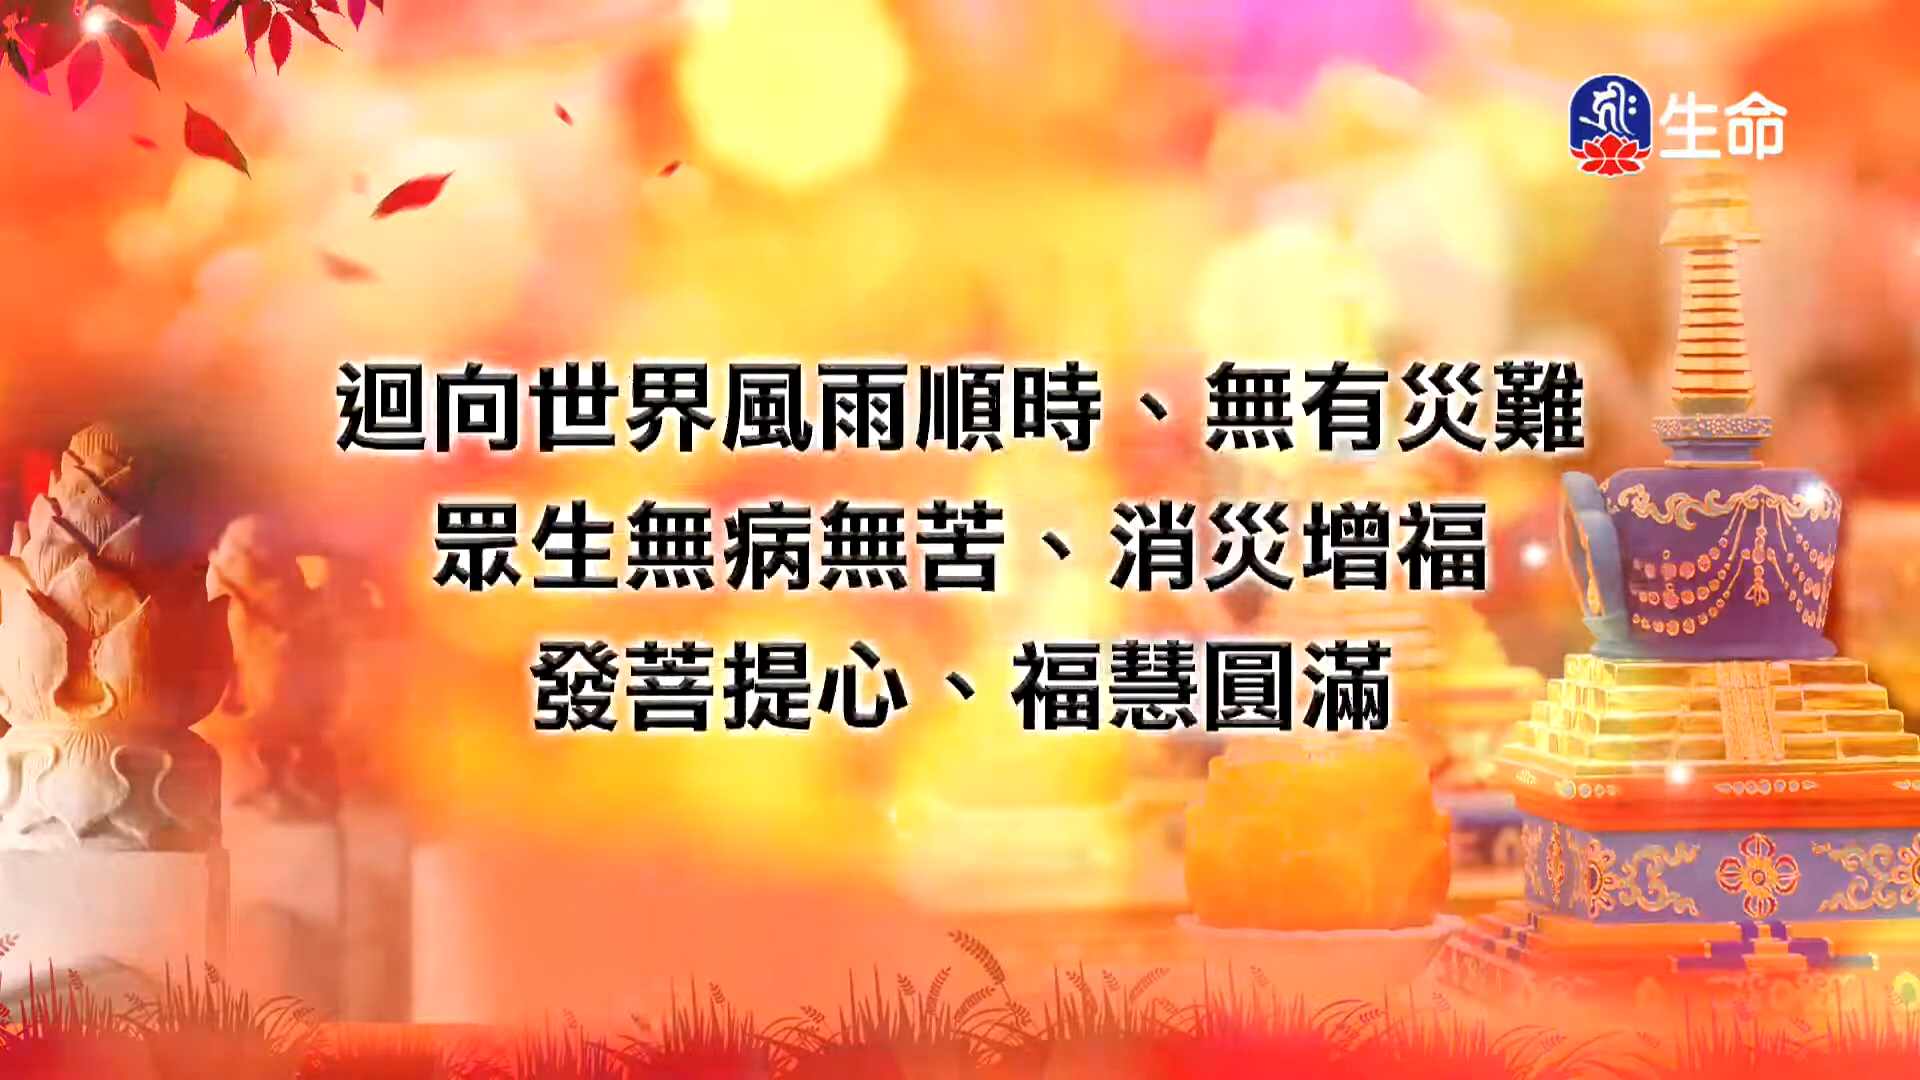 生命
迴向世界風雨順時、無有災難
眾生無病無苦、消災增福
發菩提心、福慧圓滿